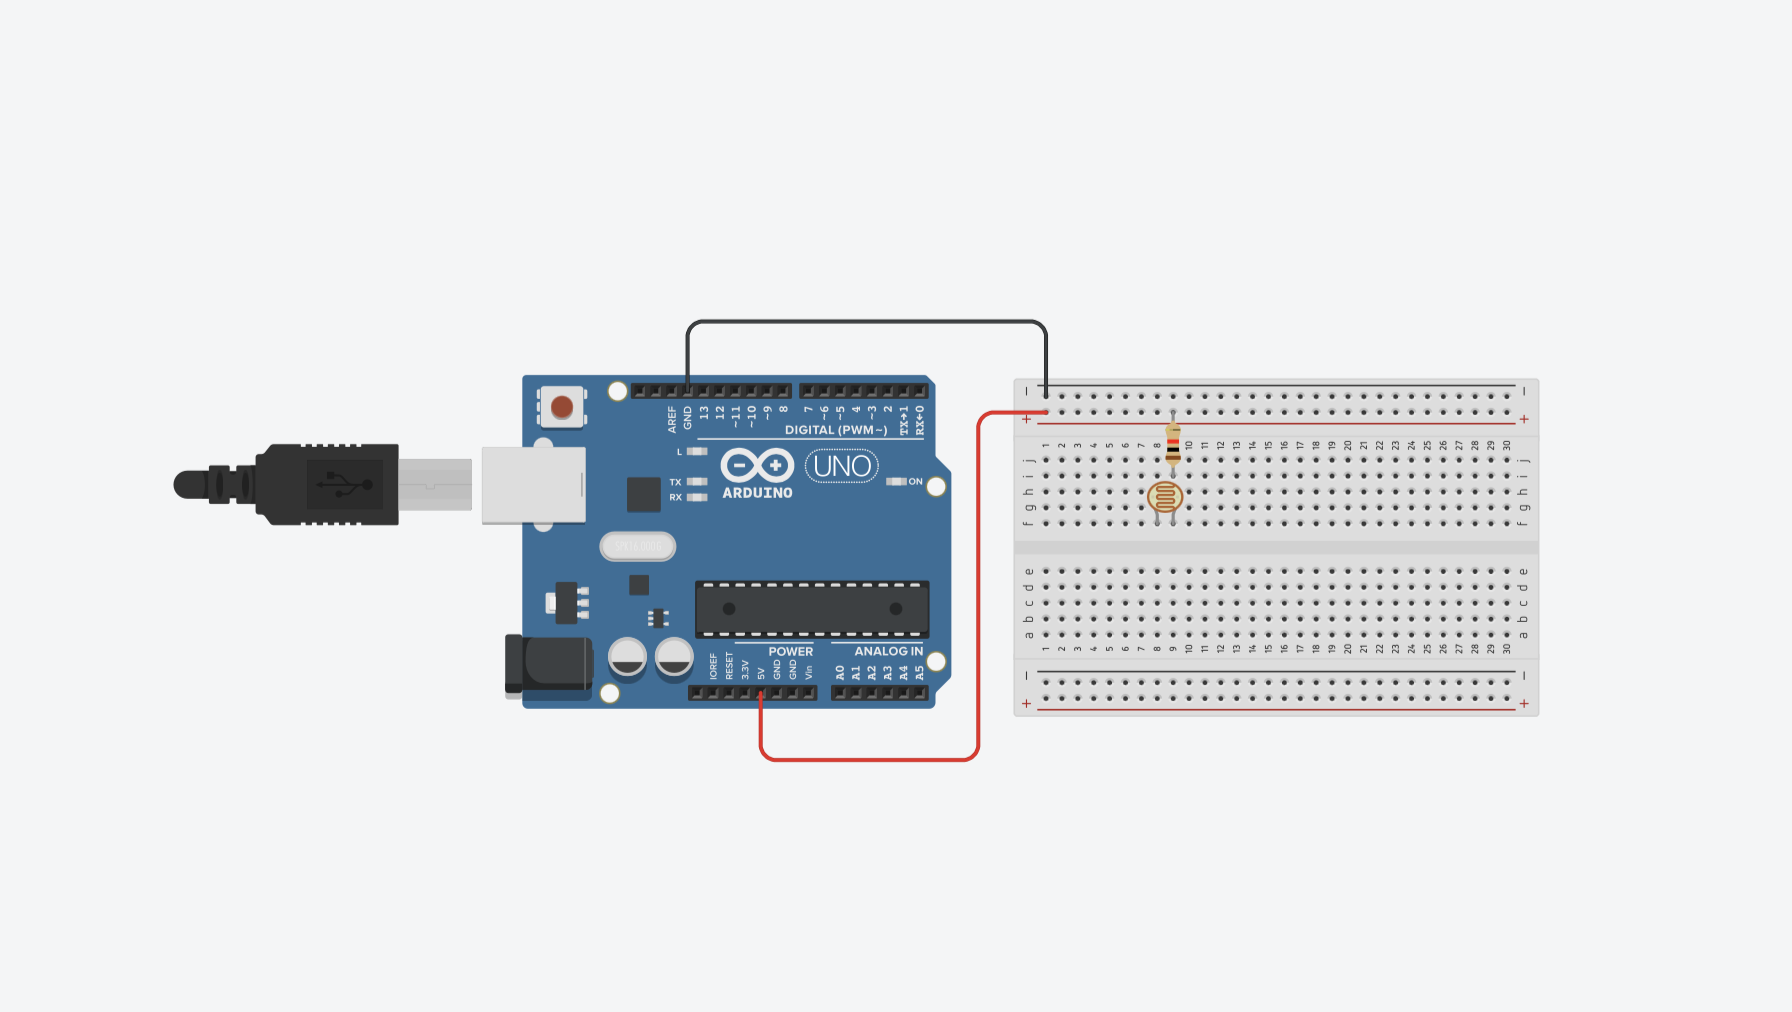 AREF GND 13 12 ~11 ~10 ~9 8 7 ~6 ~5 4 ~3 2 TX→1 RX←0
DIGITAL (PWM~)
L
TX
RX
ARDUINO
UNO
ON
POWER ANALOG IN
IOREF RESET 3.3V 5V GND GND Vin A0 A1 A2 A3 A4 A5
− −
+ +
1 2 3 4 5 6 7 8 9 10 11 12 13 14 15 16 17 18 19 20 21 22 23 24 25 26 27 28 29 30
j j
i i
h h
g g
f f
e e
d d
c c
b b
a a
1 2 3 4 5 6 7 8 9 10 11 12 13 14 15 16 17 18 19 20 21 22 23 24 25 26 27 28 29 30
− −
+ +